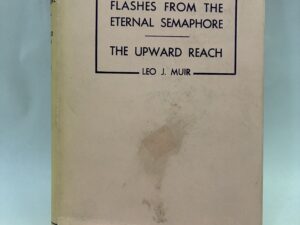 FLASHES FROM THE
ETERNAL SEMAPHORE
THE UPWARD REACH
LEO J. MUIR